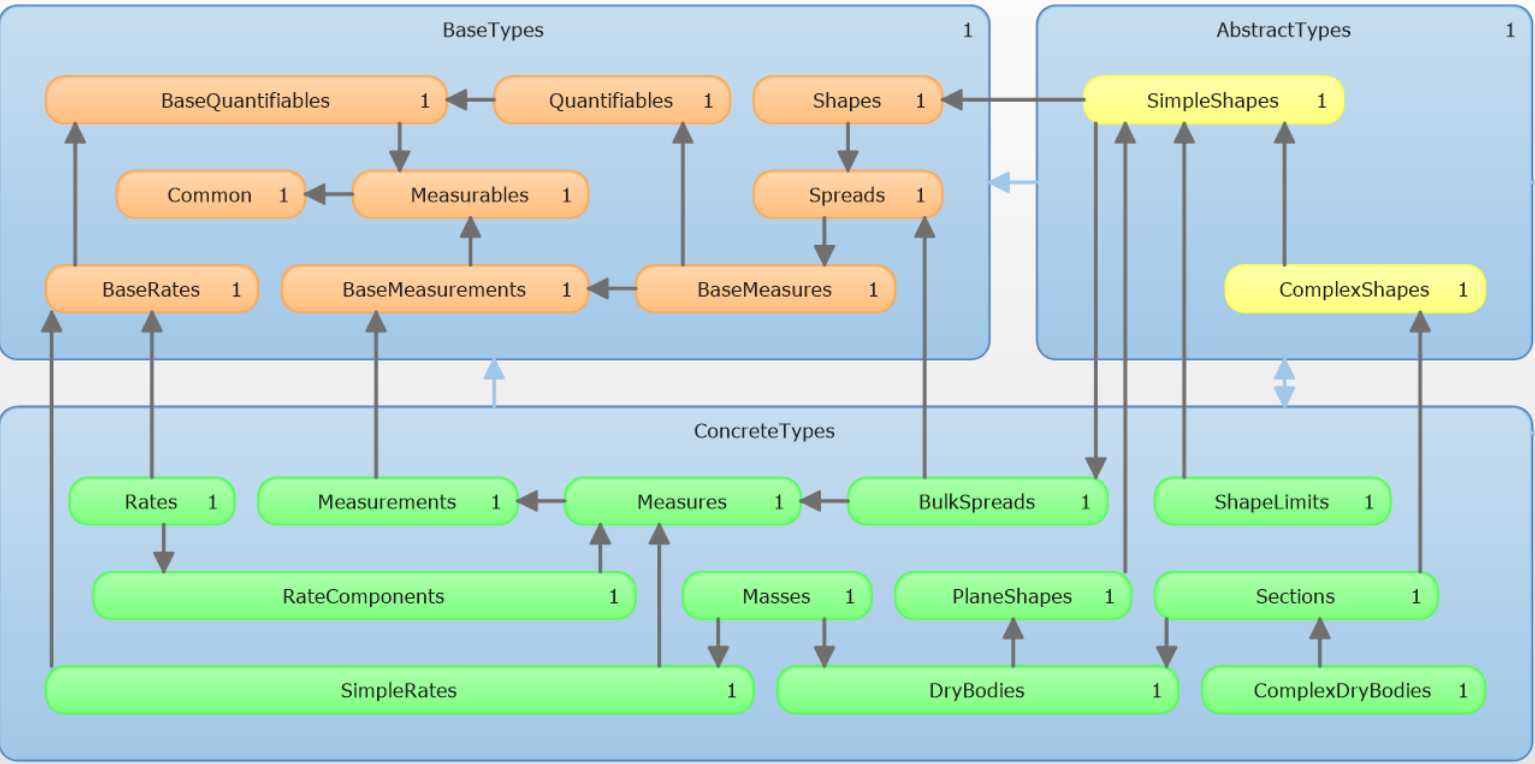 BaseTypes 1
AbstractTypes 1
BaseQuantifiables 1
Quantifiables 1
Shapes 1
SimpleShapes 1
Common 1
Measurables 1
Spreads 1
BaseRates 1
BaseMeasurements 1
BaseMeasures 1
ComplexShapes 1
ConcreteTypes
Rates 1
Measurements 1
Measures 1
BulkSpreads 1
ShapeLimits 1
RateComponents 1
Masses 1
PlaneShapes 1
Sections 1
SimpleRates 1
DryBodies 1
ComplexDryBodies 1